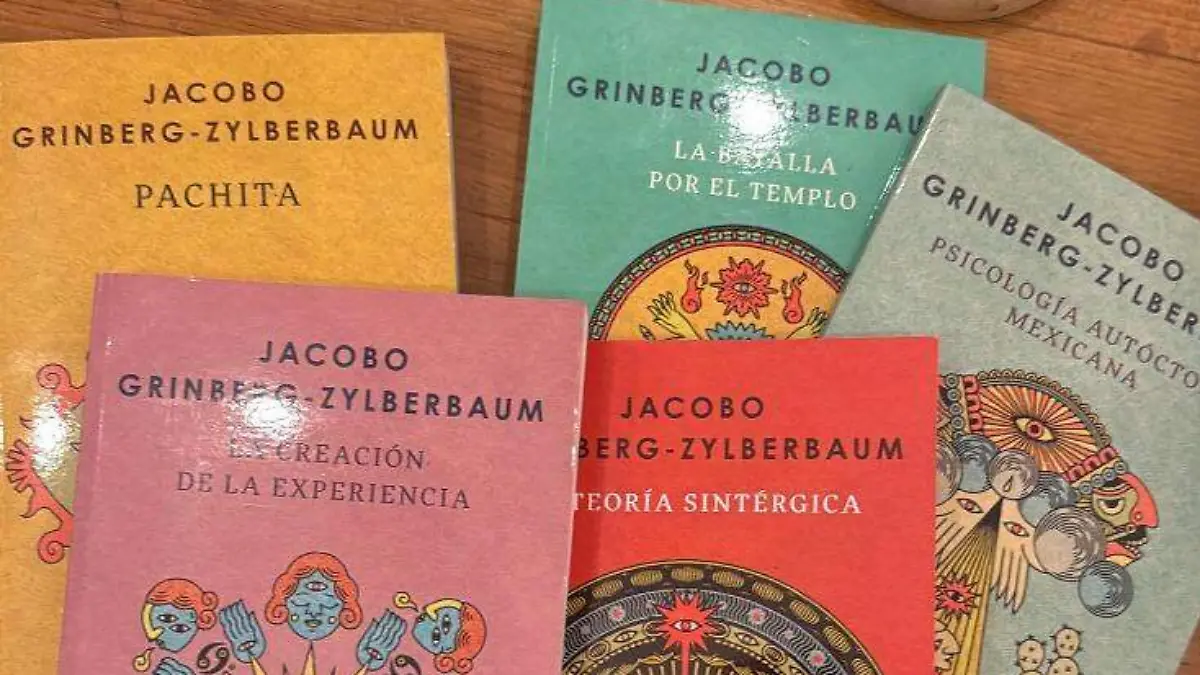 JACOBO
GRINBERG-ZYLBERBAUM
PACHITA
JACOBO
GRINBERG-ZYLBERBAU
LA BATALLA
POR EL TEMPLO
JACOBO
GRINBERG-ZYLBER
PSICOLOGÍA AUTÓCTO
MEXICANA
JACOBO
GRINBERG-ZYLBERBAUM
LA CREACIÓN
DE LA EXPERIENCIA
JACOBO
BERG-ZYLBERBAUM
TEORÍA SINTÉRGICA